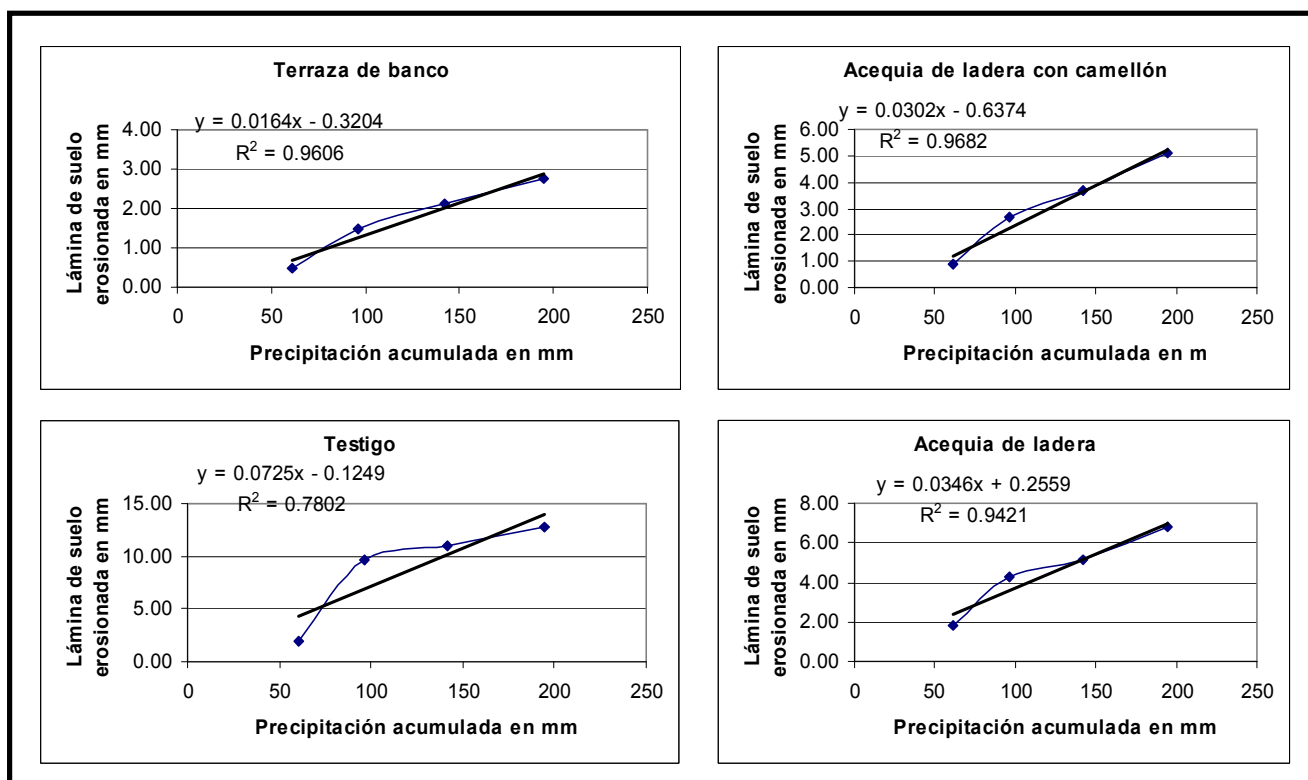 Terraza de banco
y = 0.0164x - 0.3204
R² = 0.9606
4.00
3.00
2.00
1.00
0.00
0 50 100 150 200 250
Lámina de suelo
erosionada en mm
Precipitación acumulada en mm
Acequia de ladera con camellón
y = 0.0302x - 0.6374
R² = 0.9682
6.00
5.00
4.00
3.00
2.00
1.00
0.00
0 50 100 150 200 250
Lámina de suelo
erosionada en mm
Precipitación acumulada en m
Testigo
y = 0.0725x - 0.1249
R² = 0.7802
15.00
10.00
5.00
0.00
0 50 100 150 200 250
Lámina de suelo
erosionada en mm
Precipitación acumulada en mm
Acequia de ladera
y = 0.0346x + 0.2559
R² = 0.9421
8.00
6.00
4.00
2.00
0.00
0 50 100 150 200 250
Lámina de suelo
erosionada en mm
Precipitación acumulada en mm